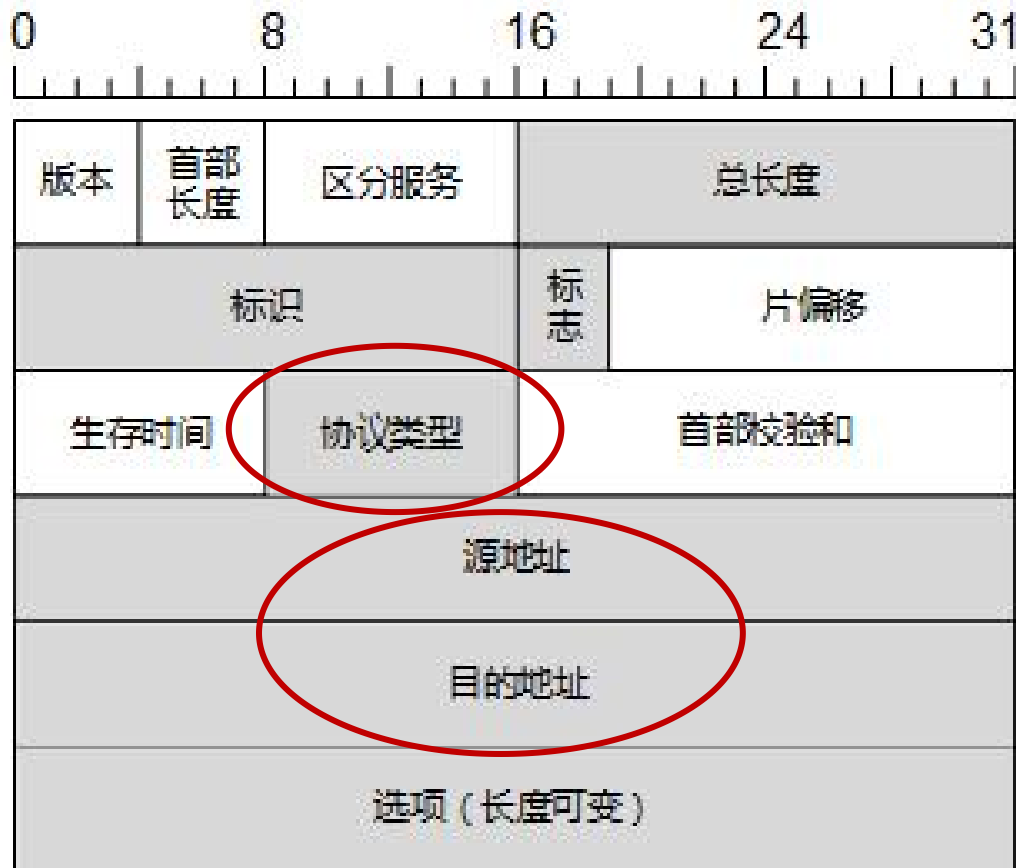 0 8 16 24 31
版本 首部长度 区分服务 总长度
标识 标志 片偏移
生存时间 协议类型 首部校验和
源地址
目的地址
选项（长度可变）